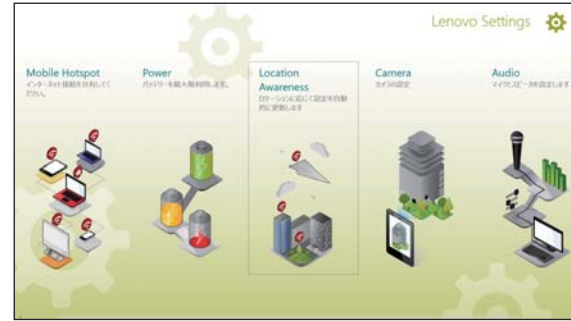 Lenovo Settings
Mobile Hotspot
インターネット接続を共有してく
ださい。
Power
バッテリーを最大限利用します。
Location
Awareness
ロケーションに応じて設定を自動
的に更新します
Camera
カメラの設定
Audio
マイクとスピーカを設定します